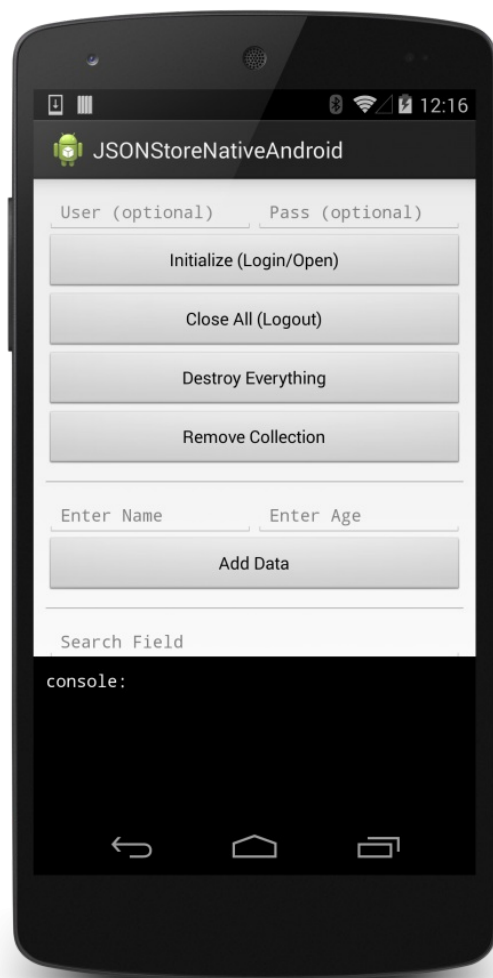 12:16
JSONStoreNativeAndroid
User (optional) Pass (optional)
Initialize (Login/Open)
Close All (Logout)
Destroy Everything
Remove Collection
Enter Name Enter Age
Add Data
Search Field
console: